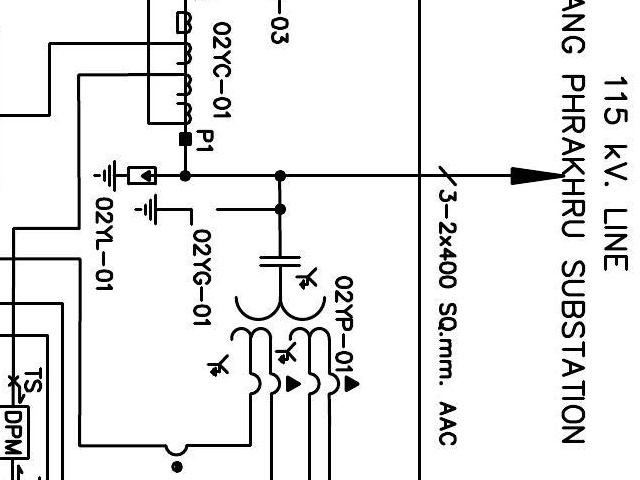 115 kV. LINE
ANG PHRAKHRU SUBSTATION
3-2x400 SQ.mm. AAC
02YP-01
-03
02YC-01
P1
02YG-01
02YL-01
TS
DPM